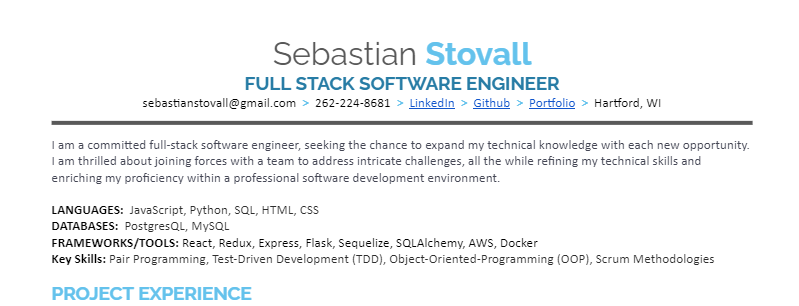 Sebastian Stovall
FULL STACK SOFTWARE ENGINEER
sebastianstovall@gmail.com > 262-224-8681 > LinkedIn > Github > Portfolio > Hartford, WI
I am a committed full-stack software engineer, seeking the chance to expand my technical knowledge with each new opportunity.
I am thrilled about joining forces with a team to address intricate challenges, all the while refining my technical skills and
enriching my proficiency within a professional software development environment.
LANGUAGES: JavaScript, Python, SQL, HTML, CSS
DATABASES: PostgresQL, MySQL
FRAMEWORKS/TOOLS: React, Redux, Express, Flask, Sequelize, SQLAlchemy, AWS, Docker
Key Skills: Pair Programming, Test-Driven Development (TDD), Object-Oriented-Programming (OOP), Scrum Methodologies
PROJECT EXPERIENCE